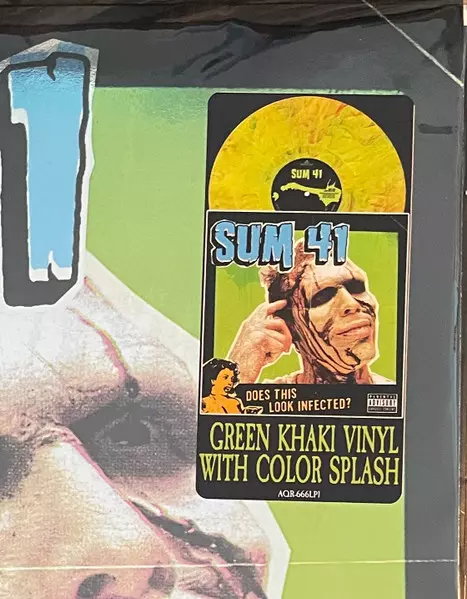 1
SUM 41
SUM 41
DOES THIS
LOOK INFECTED?
PARENTAL
ADVISORY
EXPLICIT CONTENT
GREEN KHAKI VINYL
WITH COLOR SPLASH
AQR-666LP1